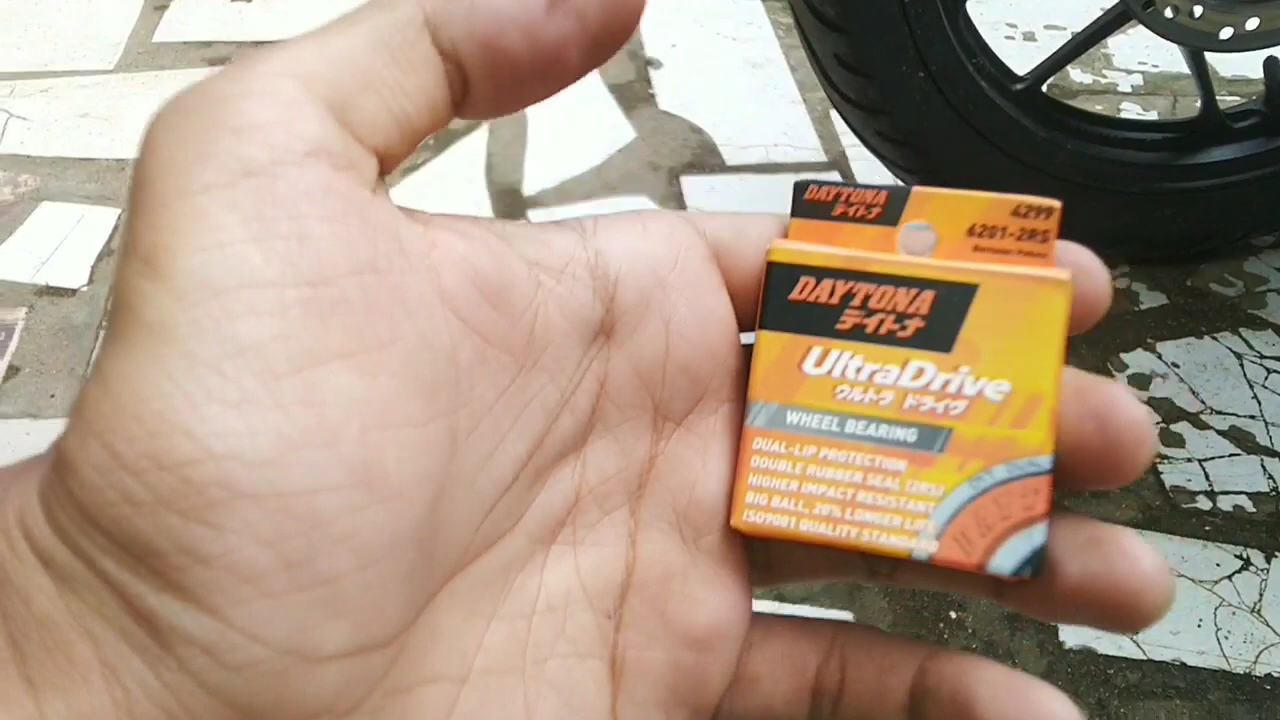 DAYTONA
デイトナ
4299
6201-2RS
DAYTONA
デイトナ
UltraDrive
ウルトラ ドライヴ
WHEEL BEARING
DUAL-LIP PROTECTION
DOUBLE RUBBER SEAL (2RS)
HIGHER IMPACT RESISTANT
BIG BALL, 20% LONGER LIFE
ISO9001 QUALITY STANDARD